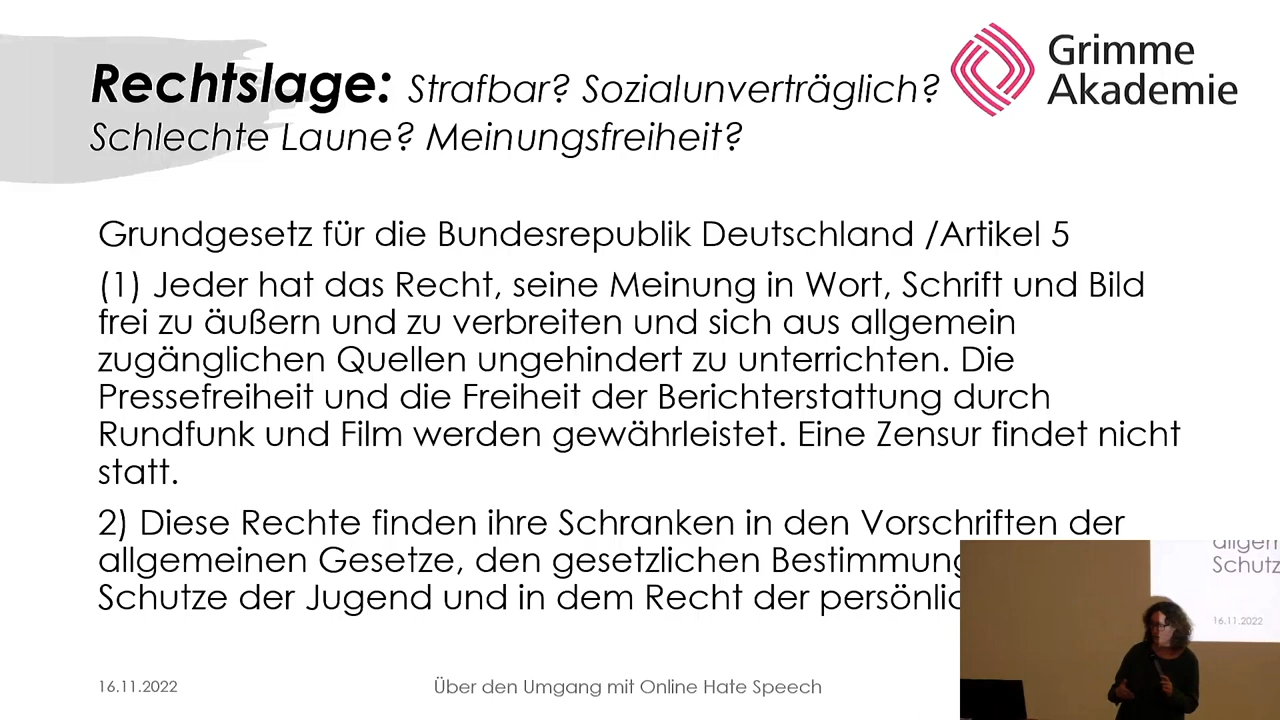 Rechtslage: Strafbar? Sozialunverträglich?
Schlechte Laune? Meinungsfreiheit?
Grimme
Akademie
Grundgesetz für die Bundesrepublik Deutschland /Artikel 5
(1) Jeder hat das Recht, seine Meinung in Wort, Schrift und Bild
frei zu äußern und zu verbreiten und sich aus allgemein
zugänglichen Quellen ungehindert zu unterrichten. Die
Pressefreiheit und die Freiheit der Berichterstattung durch
Rundfunk und Film werden gewährleistet. Eine Zensur findet nicht
statt.
2) Diese Rechte finden ihre Schranken in den Vorschriften der
allgemeinen Gesetze, den gesetzlichen Bestimmung
Schutze der Jugend und in dem Recht der persönlic
16.11.2022
Über den Umgang mit Online Hate Speech
allgem
Schutz
16.11.2022